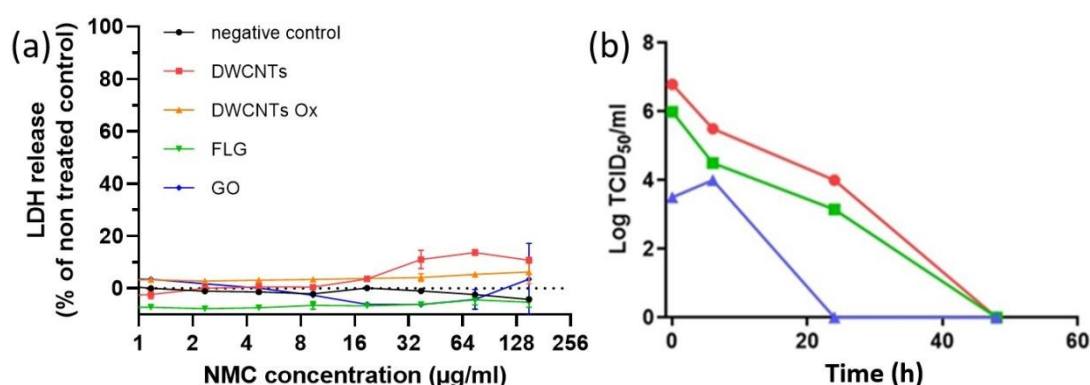 (a)
LDH release
(% of non treated control)
100
80
60
40
20
0
negative control
DWCNTs
DWCNTs Ox
FLG
GO
1 2 4 8 16 32 64 128 256
NMC concentration (µg/ml)
(b)
Log TCID50/ml
8
6
4
2
0
0 20 40 60
Time (h)